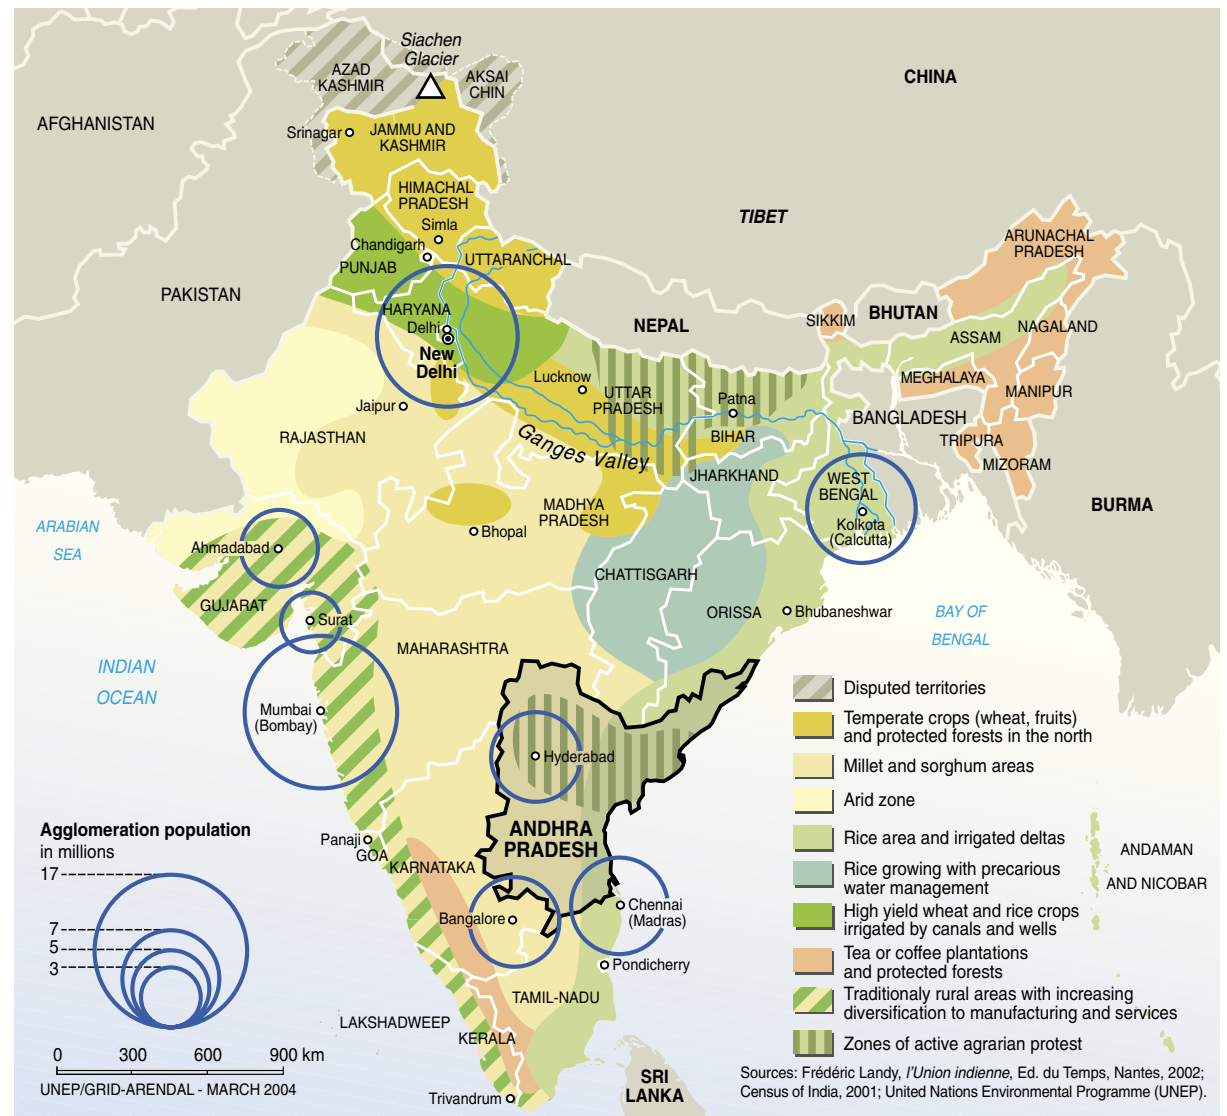 Siachen
Glacier
AZAD
KASHMIR
AKSAI
CHIN
CHINA
AFGHANISTAN
Srinagar
JAMMU AND
KASHMIR
HIMACHAL
PRADESH
TIBET
Simla
ARUNACHAL
PRADESH
Chandigarh
UTTARANCHAL
PUNJAB
PAKISTAN
HARYANA
Delhi
New
Delhi
NEPAL
SIKKIM
BHUTAN
NAGALAND
ASSAM
Lucknow
UTTAR
PRADESH
Patna
MEGHALAYA
MANIPUR
Jaipur
BANGLADESH
RAJASTHAN
Ganges Valley
BIHAR
TRIPURA
MIZORAM
JHARKHAND
WEST
BENGAL
MADHYA
PRADESH
BURMA
ARABIAN
SEA
Bhopal
Kolkota
(Calcutta)
Ahmadabad
CHATTISGARH
GUJARAT
Surat
ORISSA
Bhubaneshwar
BAY OF
BENGAL
MAHARASHTRA
INDIAN
OCEAN
Mumbai
(Bombay)
Hyderabad
ANDHRA
PRADESH
Panaji
GOA
KARNATAKA
Bangalore
Chennai
(Madras)
Pondicherry
TAMIL-NADU
LAKSHADWEEP
KERALA
Trivandrum
SRI
LANKA
ANDAMAN
AND NICOBAR
Disputed territories
Temperate crops (wheat, fruits)
and protected forests in the north
Millet and sorghum areas
Arid zone
Rice area and irrigated deltas
Rice growing with precarious
water management
High yield wheat and rice crops
irrigated by canals and wells
Tea or coffee plantations
and protected forests
Traditionaly rural areas with increasing
diversification to manufacturing and services
Zones of active agrarian protest
Agglomeration population
in millions
17
7
5
3
0 300 600 900 km
UNEP/GRID-ARENDAL - MARCH 2004
Sources: Frédéric Landy, l'Union indienne, Ed. du Temps, Nantes, 2002;
Census of India, 2001; United Nations Environmental Programme (UNEP).